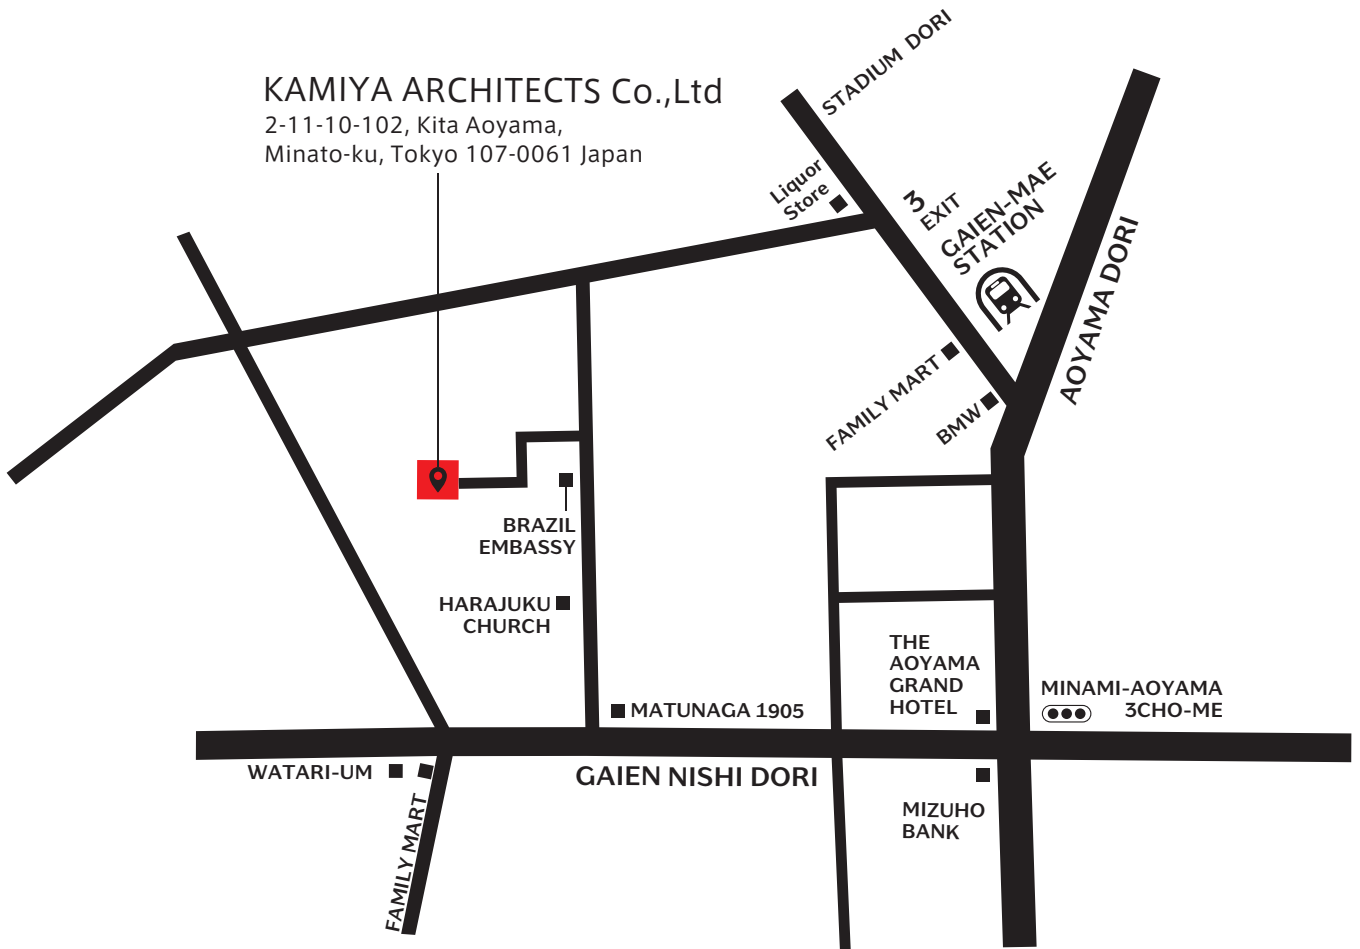 KAMIYA ARCHITECTS Co.,Ltd
2-11-10-102, Kita Aoyama,
Minato-ku, Tokyo 107-0061 Japan
STADIUM DORI
Liquor
Store
3
EXIT
GAIEN-MAE
STATION
AOYAMA DORI
FAMILY MART
BMW
BRAZIL
EMBASSY
HARAJUKU
CHURCH
THE
AOYAMA
GRAND
HOTEL
MINAMI-AOYAMA
3CHO-ME
MATUNAGA 1905
WATARI-UM
GAIEN NISHI DORI
FAMILY MART
MIZUHO
BANK